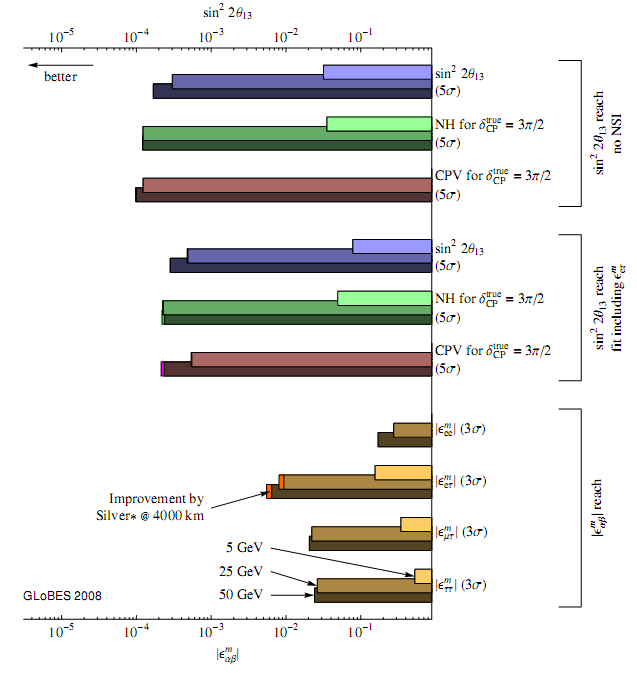 sin² 2θ₁₃
10⁻⁵ 10⁻⁴ 10⁻³ 10⁻² 10⁻¹
better
sin² 2θ₁₃
(5σ)
NH for δ_CP^true = 3π/2
(5σ)
CPV for δ_CP^true = 3π/2
(5σ)
sin² 2θ₁₃ reach
no NSI
sin² 2θ₁₃
(5σ)
NH for δ_CP^true = 3π/2
(5σ)
CPV for δ_CP^true = 3π/2
(5σ)
sin² 2θ₁₃ reach
fit including ϵ_eτ^m
|ϵ_ee^m| (3σ)
|ϵ_eτ^m| (3σ)
Improvement by
Silver* @ 4000 km
|ϵ_μτ^m| (3σ)
5 GeV
25 GeV
|ϵ_ττ^m| (3σ)
50 GeV
|ϵ_αβ^m| reach
GLoBES 2008
10⁻⁵ 10⁻⁴ 10⁻³ 10⁻² 10⁻¹
|ϵ_αβ^m|